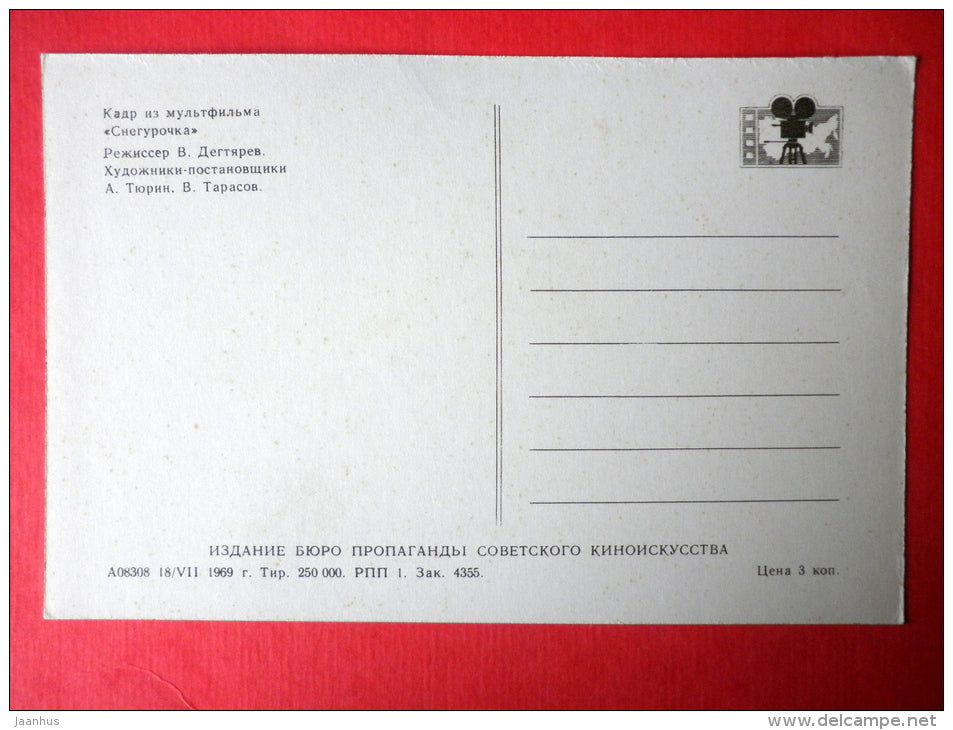 Кадр из мультфильма
«Снегурочка»
Режиссер В. Дегтярев.
Художники-постановщики
А. Тюрин, В. Тарасов.
ИЗДАНИЕ БЮРО ПРОПАГАНДЫ СОВЕТСКОГО КИНОИСКУССТВА
А08308 18/VII 1969 г. Тир. 250 000. РПП 1. Зак. 4355.
Цена 3 коп.
jaanhus
www.delcampe.net